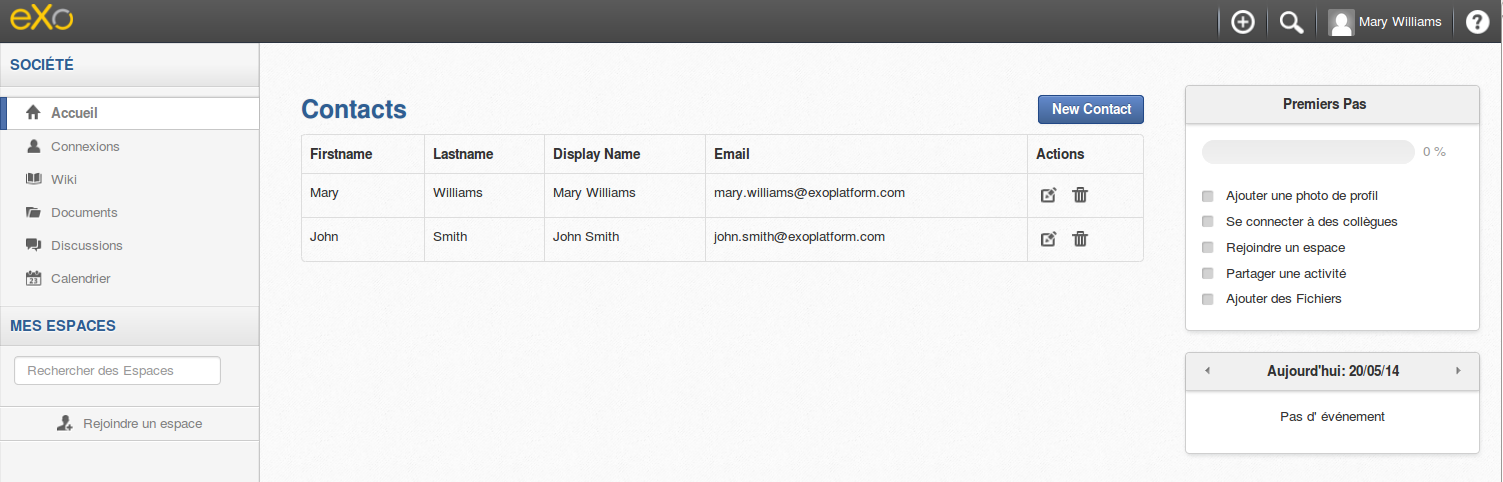 eXo
Mary Williams
?
SOCIÉTÉ
Accueil
Connexions
Wiki
Documents
Discussions
23
Calendrier
MES ESPACES
Rechercher des Espaces
Rejoindre un espace
Contacts
New Contact
Firstname Lastname Display Name Email Actions
Mary Williams Mary Williams mary.williams@exoplatform.com
John Smith John Smith john.smith@exoplatform.com
Premiers Pas
0 %
Ajouter une photo de profil
Se connecter à des collègues
Rejoindre un espace
Partager une activité
Ajouter des Fichiers
Aujourd'hui: 20/05/14
Pas d' événement